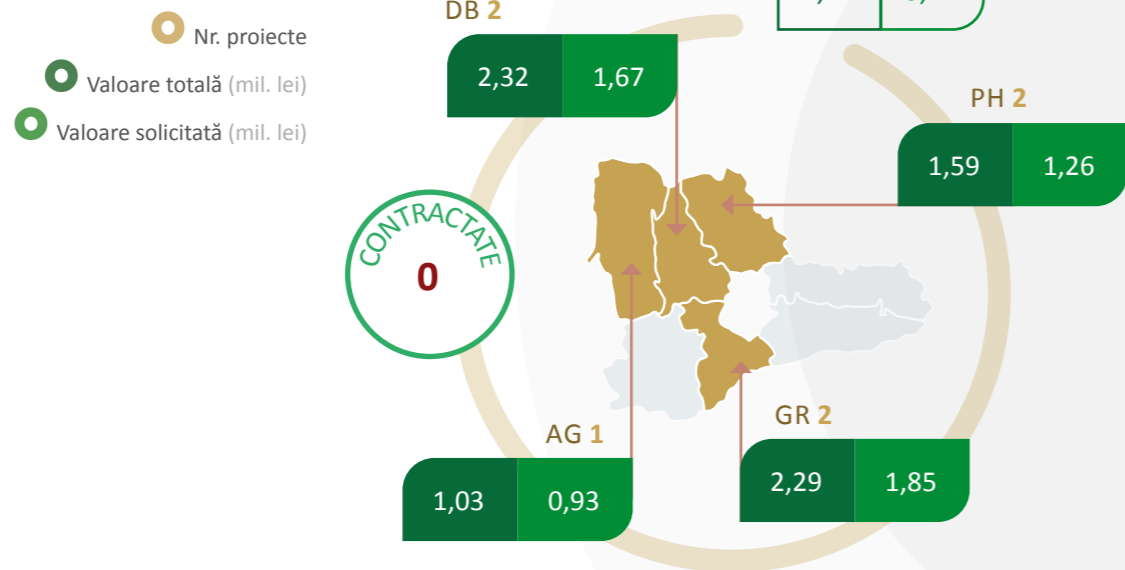 DB 2
Nr. proiecte
Valoare totală (mil. lei)
Valoare solicitată (mil. lei)
2,32 1,67
PH 2
1,59 1,26
CONTRACTATE
0
AG 1
1,03 0,93
GR 2
2,29 1,85